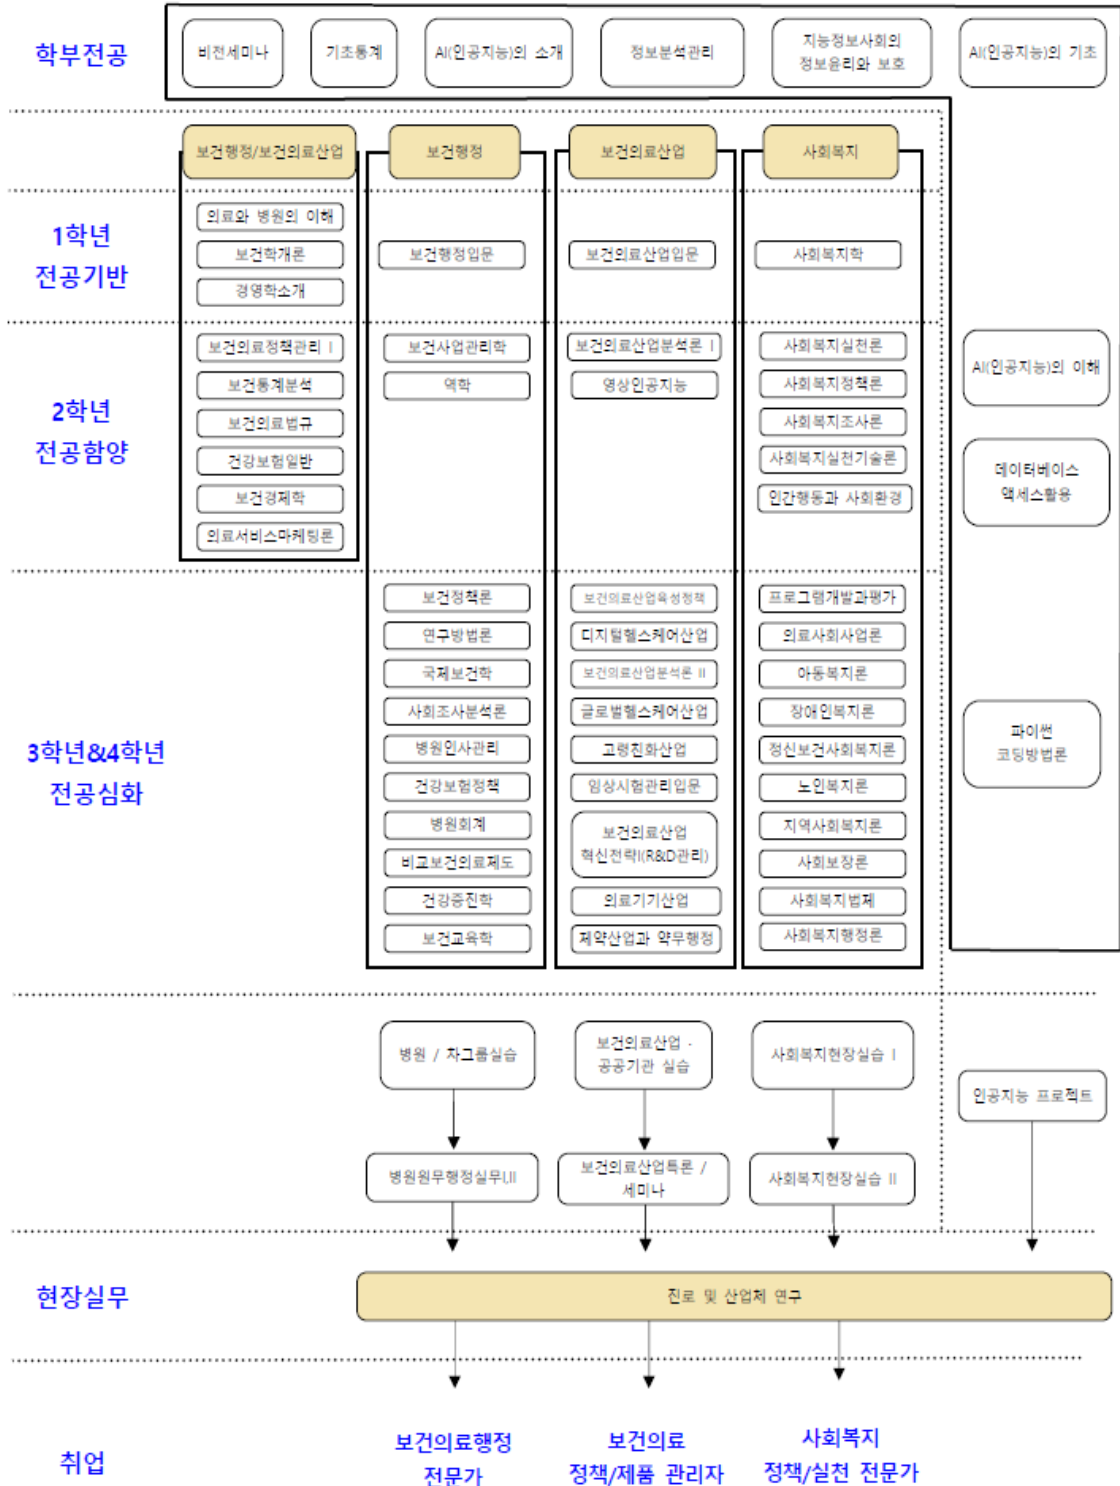 학부전공
비전세미나
기초통계
AI(인공지능)의 소개
정보분석관리
지능정보사회의
정보윤리와 보호
AI(인공지능)의 기초
보건행정/보건의료산업
보건행정
보건의료산업
사회복지
1학년
전공기반
의료와 병원의 이해
보건학개론
경영학소개
보건행정입문
보건의료산업입문
사회복지학
2학년
전공함양
보건의료정책관리 I
보건통계분석
보건의료법규
건강보험일반
보건경제학
의료서비스마케팅론
보건사업관리학
역학
보건의료산업분석론 I
영상인공지능
사회복지실천론
사회복지정책론
사회복지조사론
사회복지실천기술론
인간행동과 사회환경
AI(인공지능)의 이해
데이터베이스
액세스활용
3학년&4학년
전공심화
보건정책론
연구방법론
국제보건학
사회조사분석론
병원인사관리
건강보험정책
병원회계
비교보건의료제도
건강증진학
보건교육학
보건의료산업육성정책
디지털헬스케어산업
보건의료산업분석론 II
글로벌헬스케어산업
고령친화산업
임상시험관리입문
보건의료산업
혁신전략I(R&D관리)
의료기기산업
제약산업과 약무행정
프로그램개발과평가
의료사회사업론
아동복지론
장애인복지론
정신보건사회복지론
노인복지론
지역사회복지론
사회보장론
사회복지법제
사회복지행정론
파이썬
코딩방법론
병원 / 차그룹실습
보건의료산업 ·
공공기관 실습
사회복지현장실습 I
인공지능 프로젝트
병원원무행정실무I,II
보건의료산업특론 /
세미나
사회복지현장실습 II
현장실무
진로 및 산업체 연구
취업
보건의료행정
전문가
보건의료
정책/제품 관리자
사회복지
정책/실천 전문가